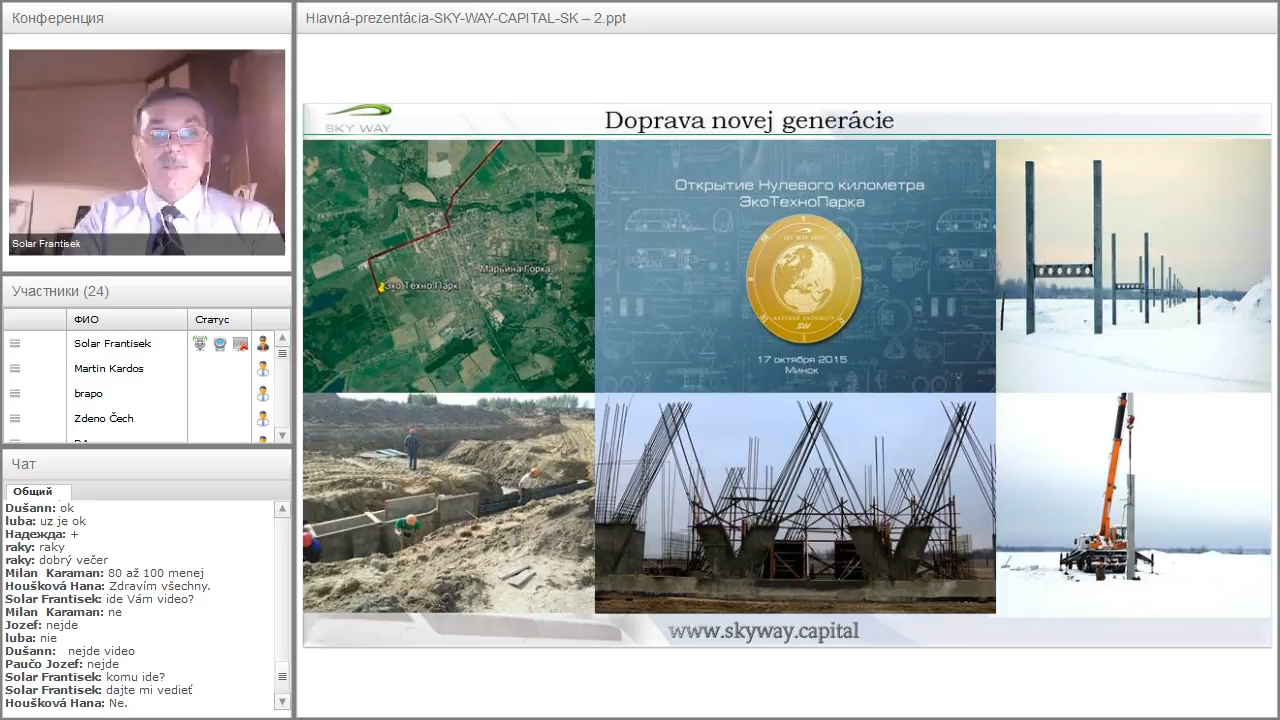 Конференция
Solar Frantisek
Участники (24)
ФИО
Статус
Solar Frantisek
Martin Kardos
brapo
Zdeno Čech
Чат
Общий
Dušann: ok
luba: uz je ok
Надежда: +
raky: raky
raky: dobrý večer
Milan Karaman: 80 až 100 menej
Houšková Hana: Zdravím všechny.
Solar Frantisek: ide Vám video?
Milan Karaman: ne
Jozef: nejde
luba: nie
Dušann: nejde video
Paučo Jozef: nejde
Solar Frantisek: komu ide?
Solar Frantisek: dajte mi vedieť
Houšková Hana: Ne.
Hlavná-prezentácia-SKY-WAY-CAPITAL-SK – 2.ppt
SKY WAY
Doprava novej generácie
Марьина Горка
Эко Техно Парк
Открытие Нулевого километра
ЭкоТехноПарка
НУЛЕВОЙ КИЛОМЕТР
SW
17 октября 2015
Минск
www.skyway.capital